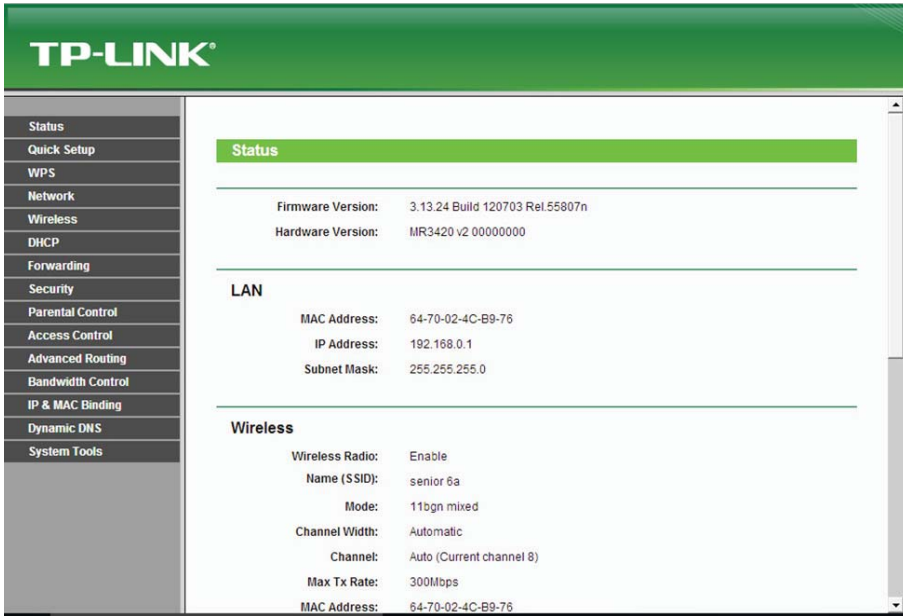 TP-LINK®
Status
Quick Setup
WPS
Network
Wireless
DHCP
Forwarding
Security
Parental Control
Access Control
Advanced Routing
Bandwidth Control
IP & MAC Binding
Dynamic DNS
System Tools
Status
Firmware Version: 3.13.24 Build 120703 Rel.55807n
Hardware Version: MR3420 v2 00000000
LAN
MAC Address: 64-70-02-4C-B9-76
IP Address: 192.168.0.1
Subnet Mask: 255.255.255.0
Wireless
Wireless Radio: Enable
Name (SSID): senior 6a
Mode: 11bgn mixed
Channel Width: Automatic
Channel: Auto (Current channel 8)
Max Tx Rate: 300Mbps
MAC Address: 64-70-02-4C-B9-76